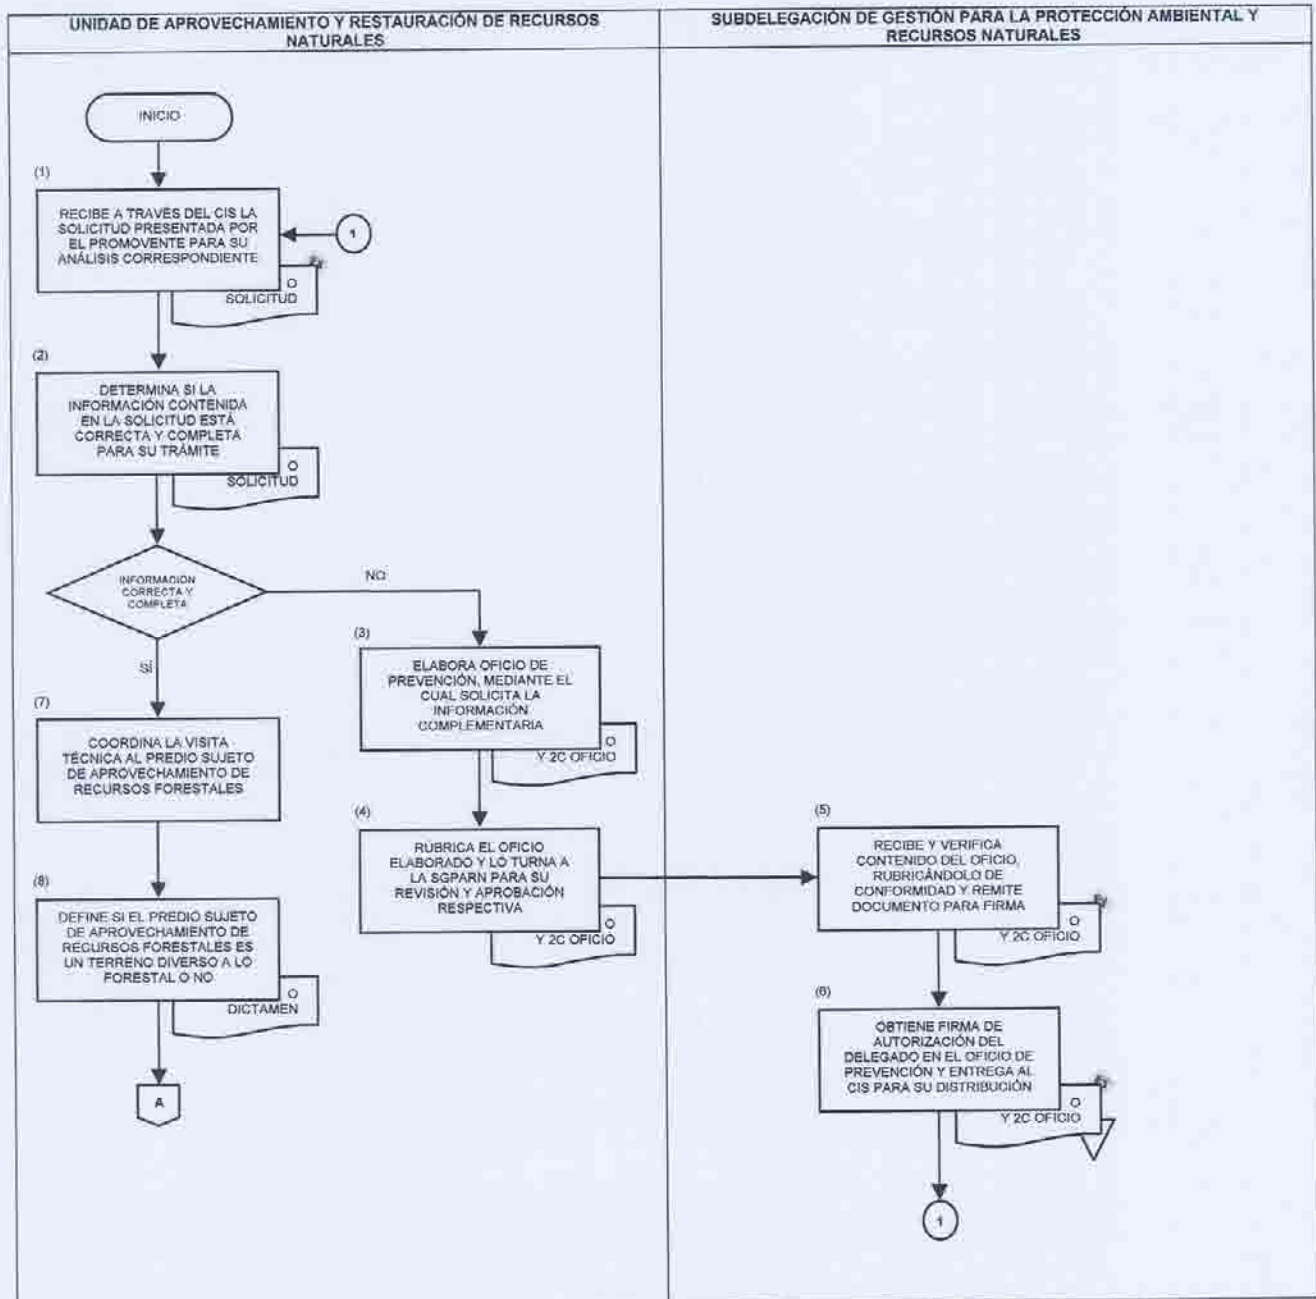 UNIDAD DE APROVECHAMIENTO Y RESTAURACIÓN DE RECURSOS
NATURALES
SUBDELEGACIÓN DE GESTIÓN PARA LA PROTECCIÓN AMBIENTAL Y
RECURSOS NATURALES
INICIO
(1)
RECIBE A TRAVÉS DEL CIS LA
SOLICITUD PRESENTADA POR
EL PROMOVENTE PARA SU
ANÁLISIS CORRESPONDIENTE
1
O
SOLICITUD
(2)
DETERMINA SI LA
INFORMACIÓN CONTENIDA
EN LA SOLICITUD ESTÁ
CORRECTA Y COMPLETA
PARA SU TRÁMITE
O
SOLICITUD
INFORMACIÓN
CORRECTA Y
COMPLETA
NO
SÍ
(3)
ELABORA OFICIO DE
PREVENCIÓN, MEDIANTE EL
CUAL SOLICITA LA
INFORMACIÓN
COMPLEMENTARIA
O
Y 2C OFICIO
(7)
COORDINA LA VISITA
TÉCNICA AL PREDIO SUJETO
DE APROVECHAMIENTO DE
RECURSOS FORESTALES
(4)
RÚBRICA EL OFICIO
ELABORADO Y LO TURNA A
LA SGPARN PARA SU
REVISIÓN Y APROBACIÓN
RESPECTIVA
O
Y 2C OFICIO
(5)
RECIBE Y VERIFICA
CONTENIDO DEL OFICIO,
RUBRICÁNDOLO DE
CONFORMIDAD Y REMITE
DOCUMENTO PARA FIRMA
O
Y 2C OFICIO
(8)
DEFINE SI EL PREDIO SUJETO
DE APROVECHAMIENTO DE
RECURSOS FORESTALES ES
UN TERRENO DIVERSO A LO
FORESTAL O NO
O
DICTAMEN
A
(6)
OBTIENE FIRMA DE
AUTORIZACIÓN DEL
DELEGADO EN EL OFICIO DE
PREVENCIÓN Y ENTREGA AL
CIS PARA SU DISTRIBUCIÓN
O
Y 2C OFICIO
1